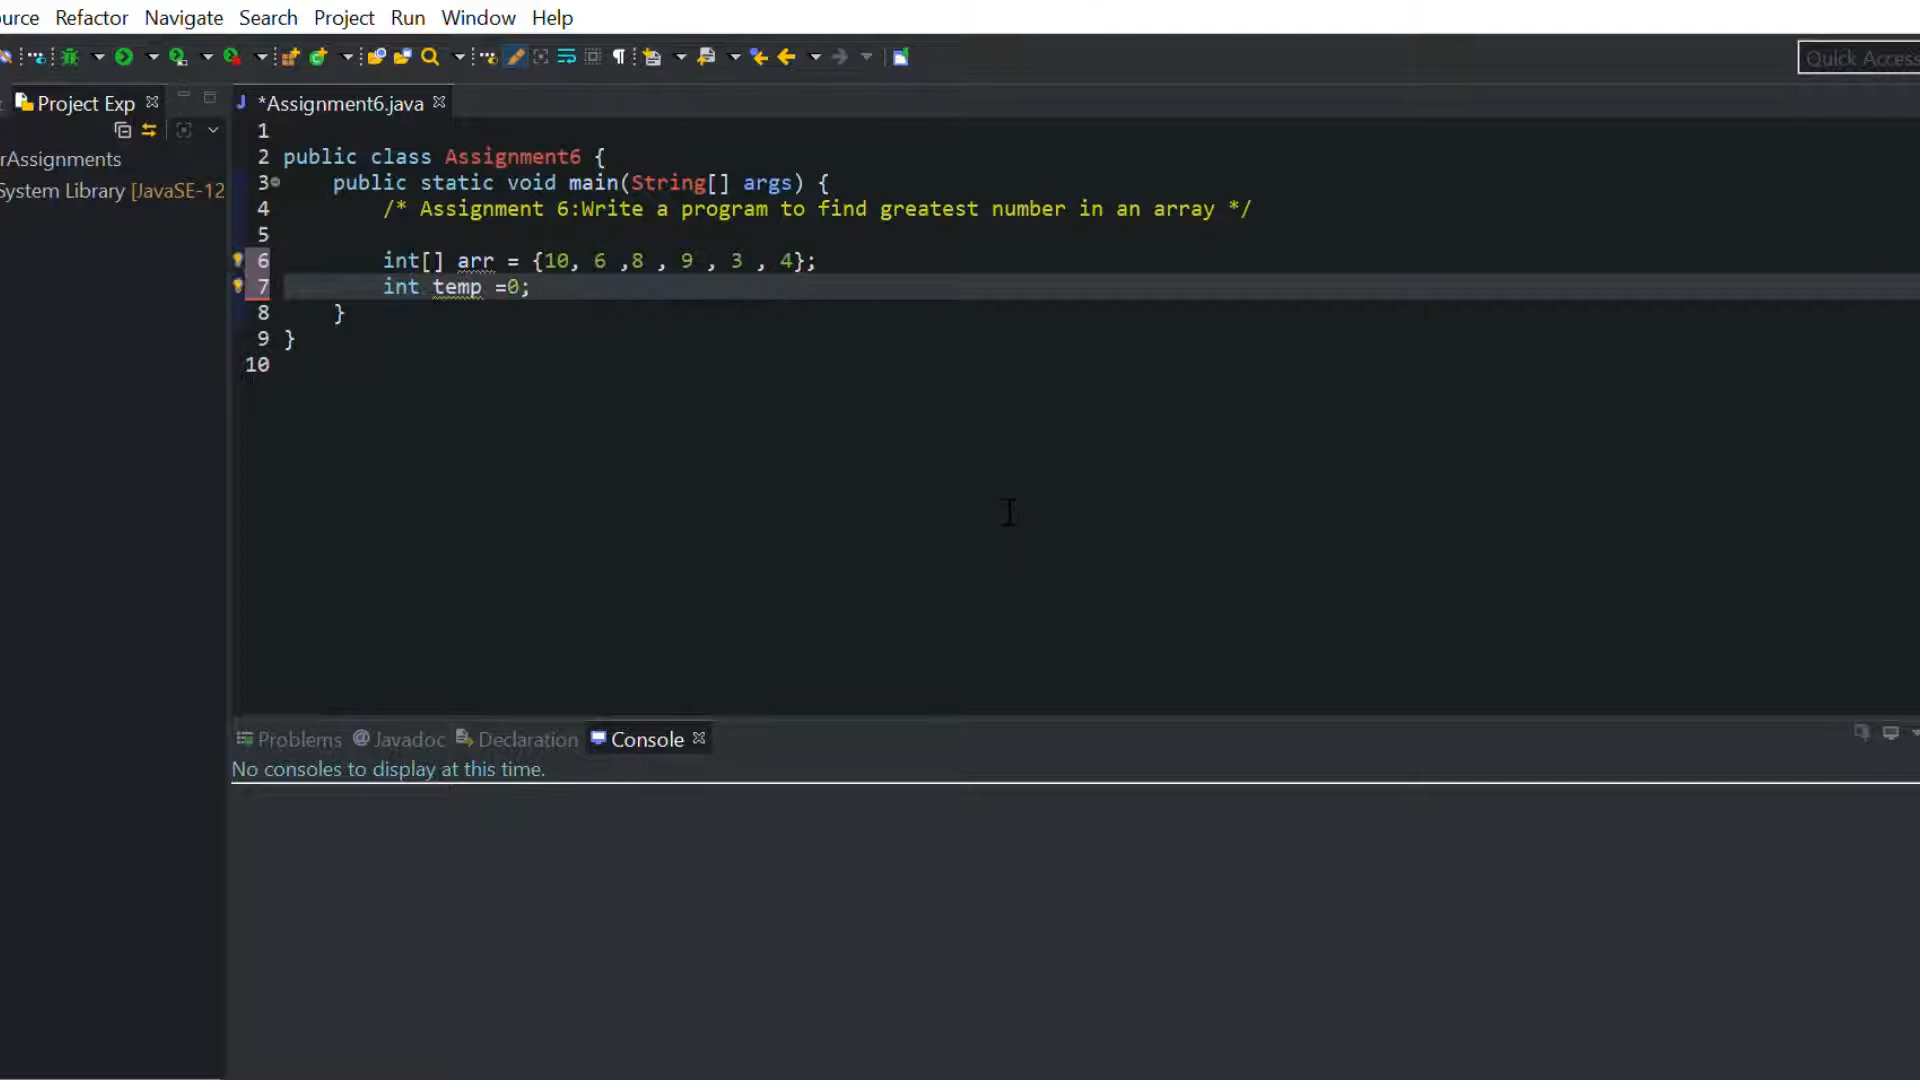 ource Refactor Navigate Search Project Run Window Help
Quick Access
Project Exp
*Assignment6.java
rAssignments
System Library [JavaSE-12
1
2 public class Assignment6 {
3 public static void main(String[] args) {
4 /* Assignment 6:Write a program to find greatest number in an array */
5
6 int[] arr = {10, 6 ,8 , 9 , 3 , 4};
7 int temp =0;
8 }
9 }
10
Problems @ Javadoc Declaration Console
No consoles to display at this time.